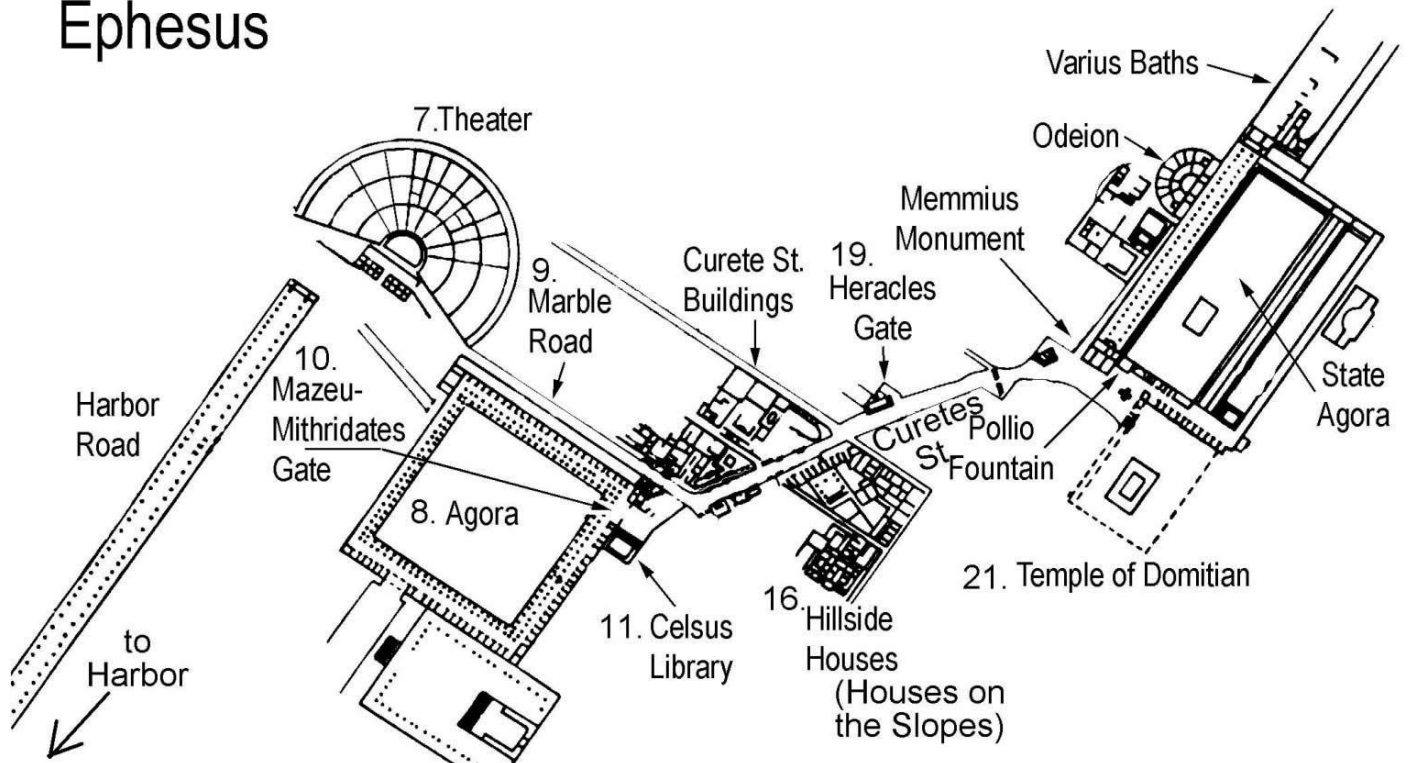 Ephesus
7.Theater
Varius Baths
Odeion
Memmius
Monument
19.
Heracles
Gate
Curete St.
Buildings
9.
Marble
Road
10.
Mazeu-
Mithridates
Gate
Harbor
Road
8. Agora
Curetes
St
Pollio
Fountain
State
Agora
21. Temple of Domitian
16.
Hillside
Houses
(Houses on
the Slopes)
11. Celsus
Library
to
Harbor